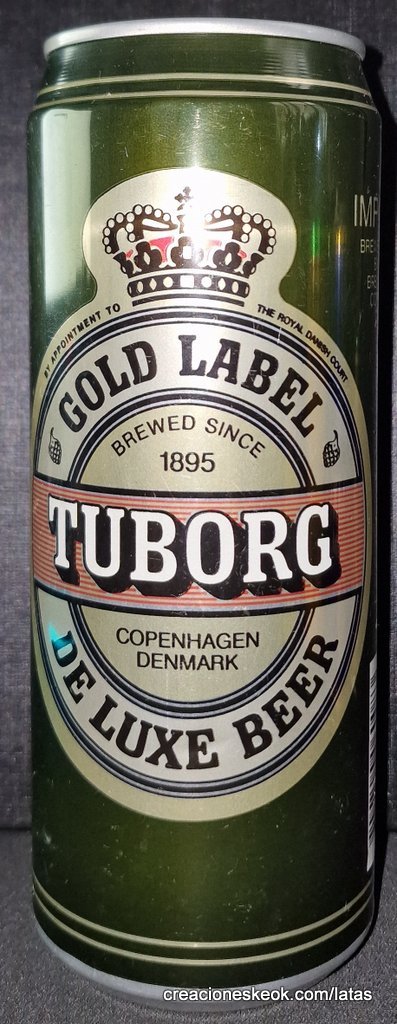 BY APPOINTMENT TO THE ROYAL DANISH COURT
GOLD LABEL
BREWED SINCE
1895
TUBORG
COPENHAGEN
DENMARK
DE LUXE BEER
creacioneskeok.com/latas